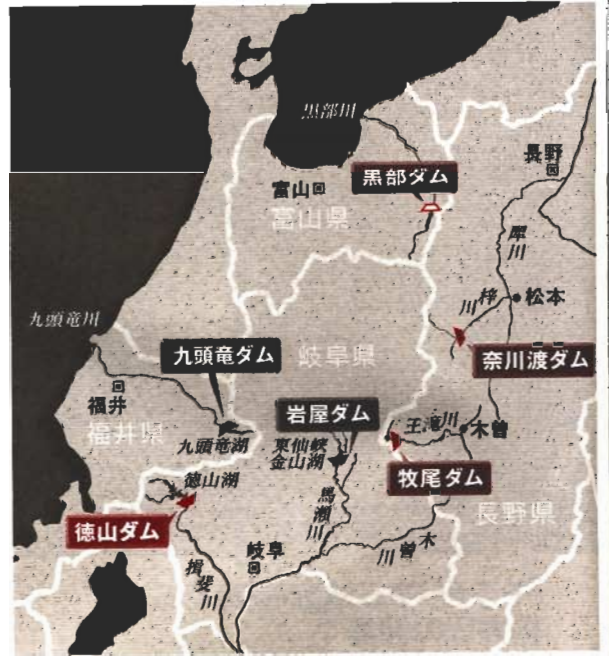 黒部川
長野
黒部ダム
富山
富山県
犀川
梓川
松本
九頭竜川
九頭竜ダム
岐阜県
奈川渡ダム
福井
福井県
岩屋ダム
王滝川
木曽
九頭竜湖
東仙峡
金山湖
牧尾ダム
徳山湖
馬瀬川
長野県
徳山ダム
岐阜
木曽川
揖斐川